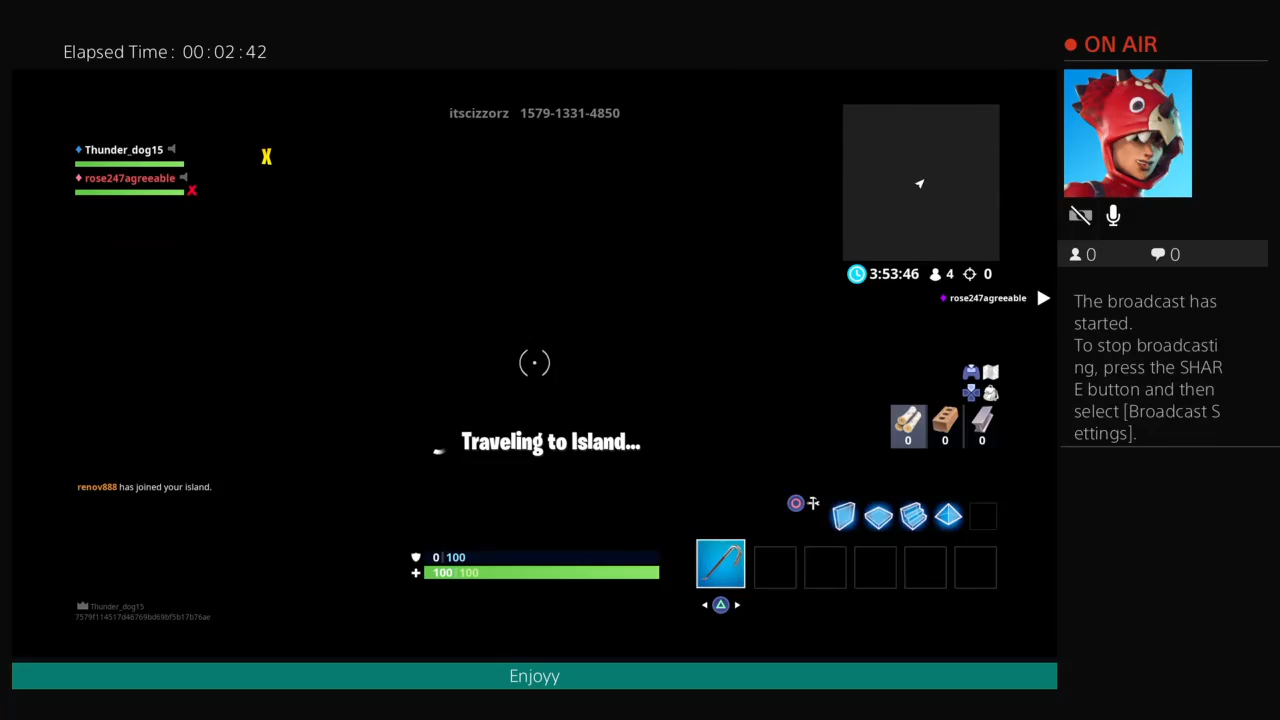 Elapsed Time: 00:02:42
ON AIR
itscizzorz 1579-1331-4850
Thunder_dog15
X
rose247agreeable
X
0 0
3:53:46 4 0
rose247agreeable
The broadcast has
started.
To stop broadcasti
ng, press the SHAR
E button and then
select [Broadcast S
ettings].
0 0 0
Traveling to Island...
renov888 has joined your island.
0|100
100|100
Thunder_dog15
7579f114517d46769bd69bf5b17b76ae
Enjoyy